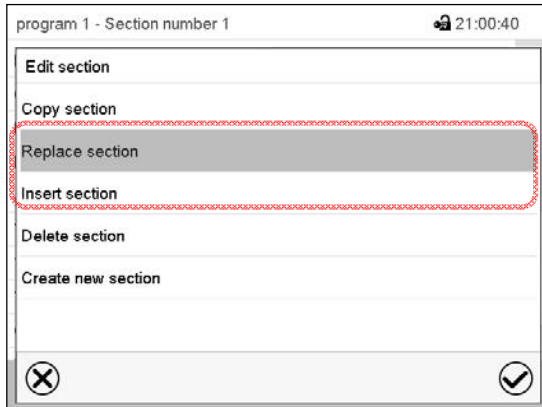 program 1 - Section number 1 21:00:40
Edit section
Copy section
Replace section
Insert section
Delete section
Create new section